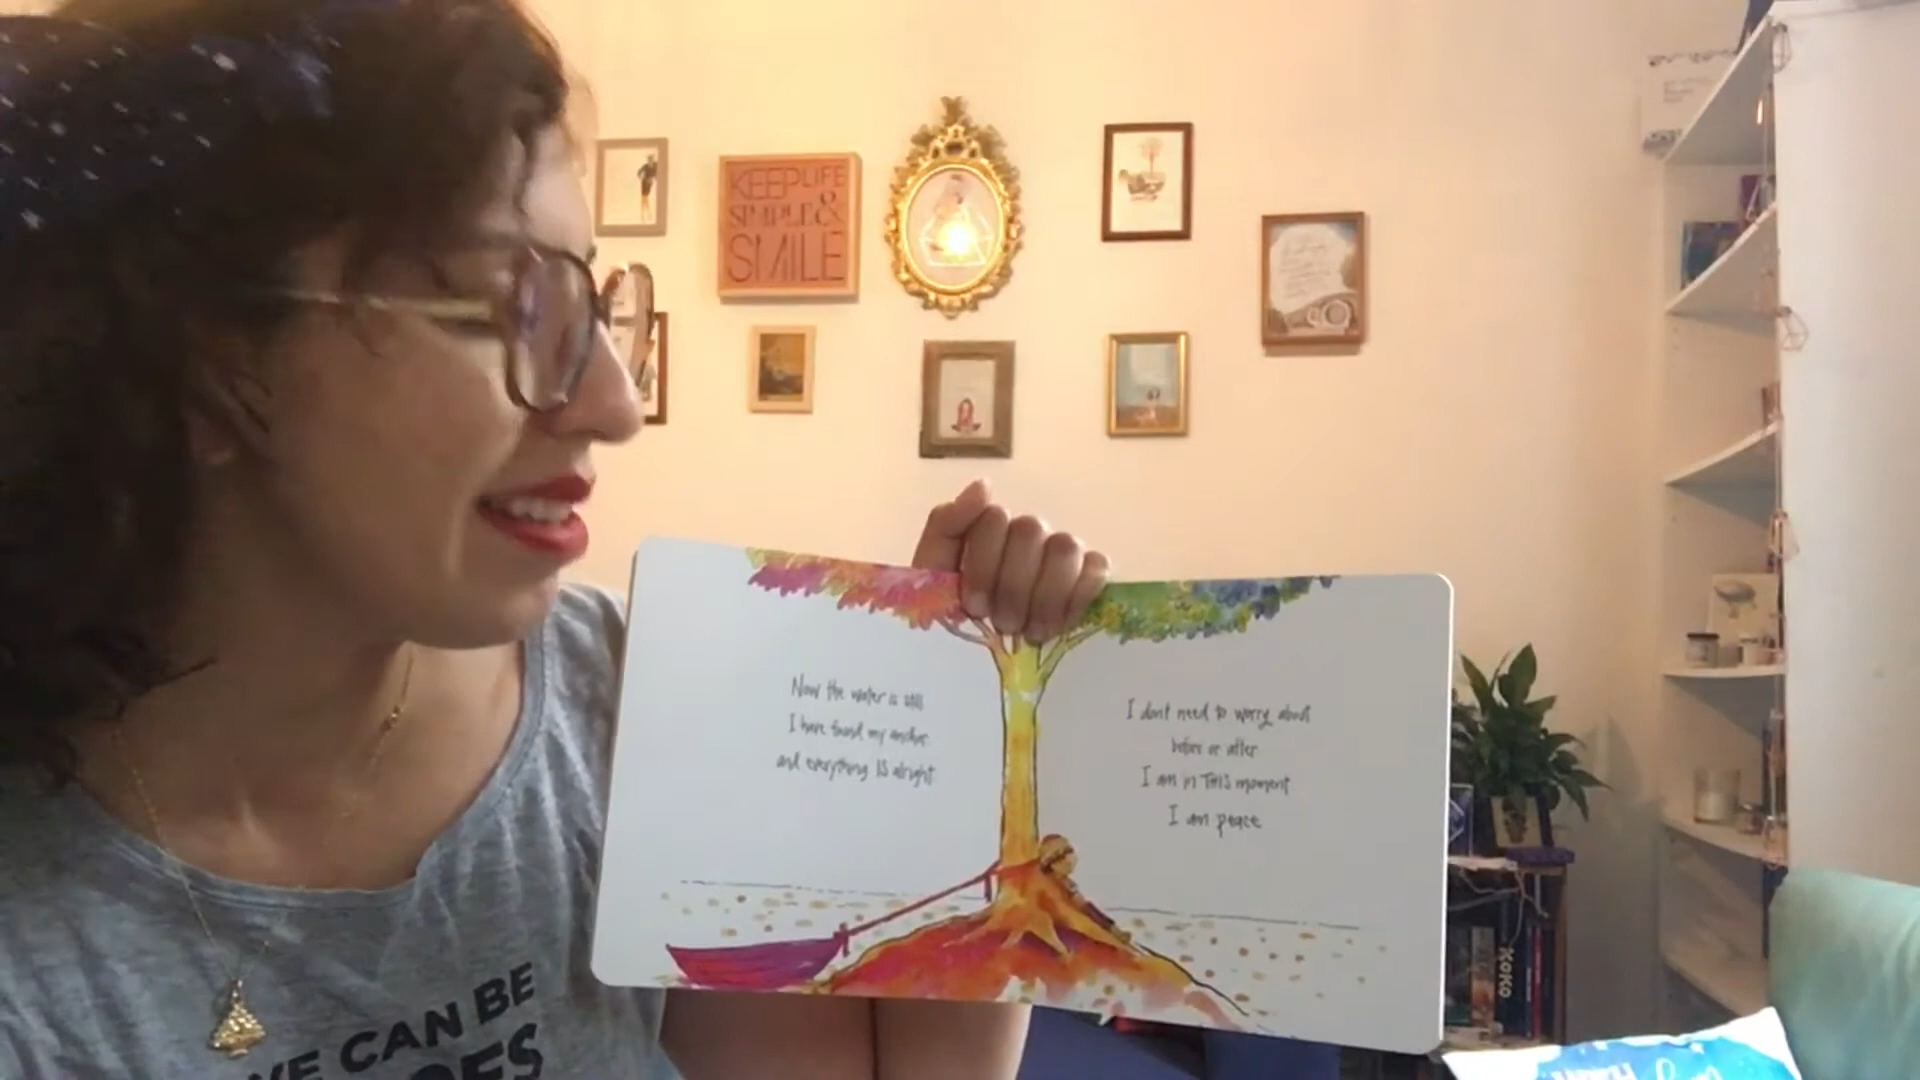 KEEP LIFE
SIMPLE &
SMILE
Now the water is still
I have found my anchor
and everything IS alright
I don't need to worry about
before or after
I am in THIS moment
I am peace
WE CAN BE
KOKO